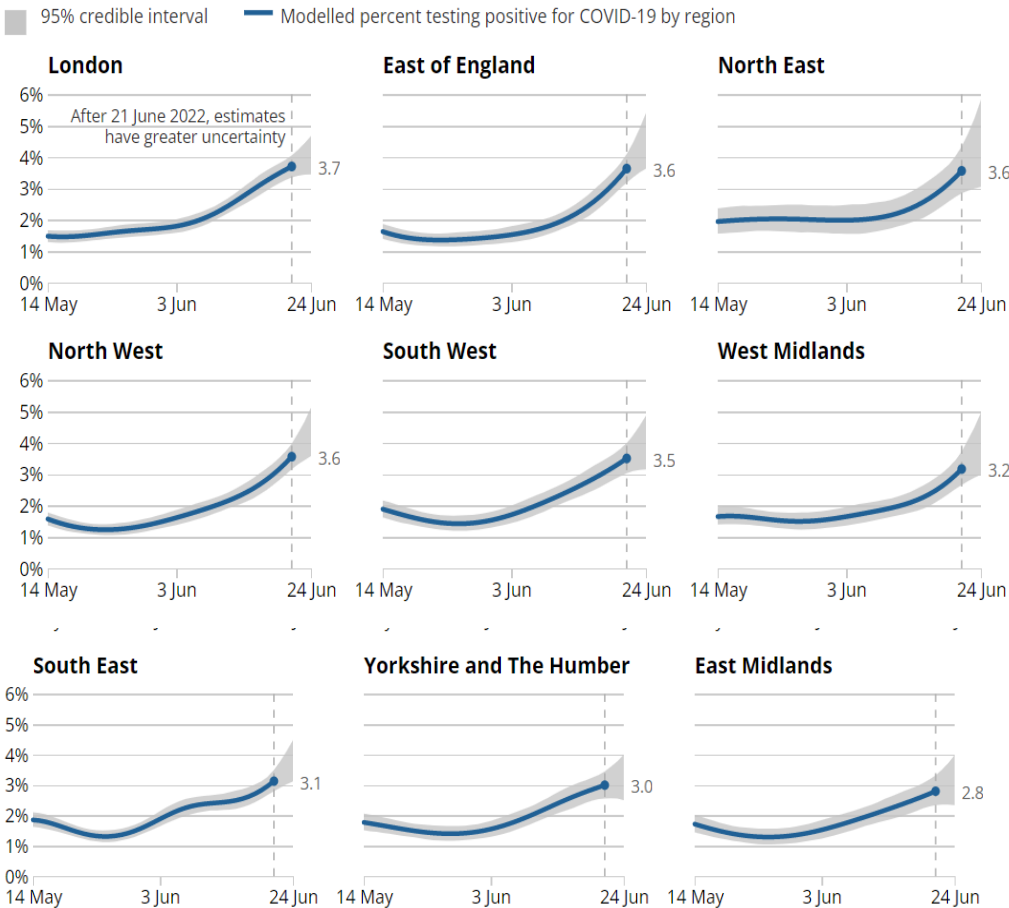 95% credible interval
Modelled percent testing positive for COVID-19 by region
London
East of England
North East
6%
5%
4%
3%
2%
1%
0%
After 21 June 2022, estimates
have greater uncertainty
3.7
3.6
3.6
14 May 3 Jun 24 Jun
14 May 3 Jun 24 Jun
14 May 3 Jun 24 Jun
North West
South West
West Midlands
6%
5%
4%
3%
2%
1%
0%
3.6
3.5
3.2
14 May 3 Jun 24 Jun
14 May 3 Jun 24 Jun
14 May 3 Jun 24 Jun
South East
Yorkshire and The Humber
East Midlands
6%
5%
4%
3%
2%
1%
0%
3.1
3.0
2.8
14 May 3 Jun 24 Jun
14 May 3 Jun 24 Jun
14 May 3 Jun 24 Jun